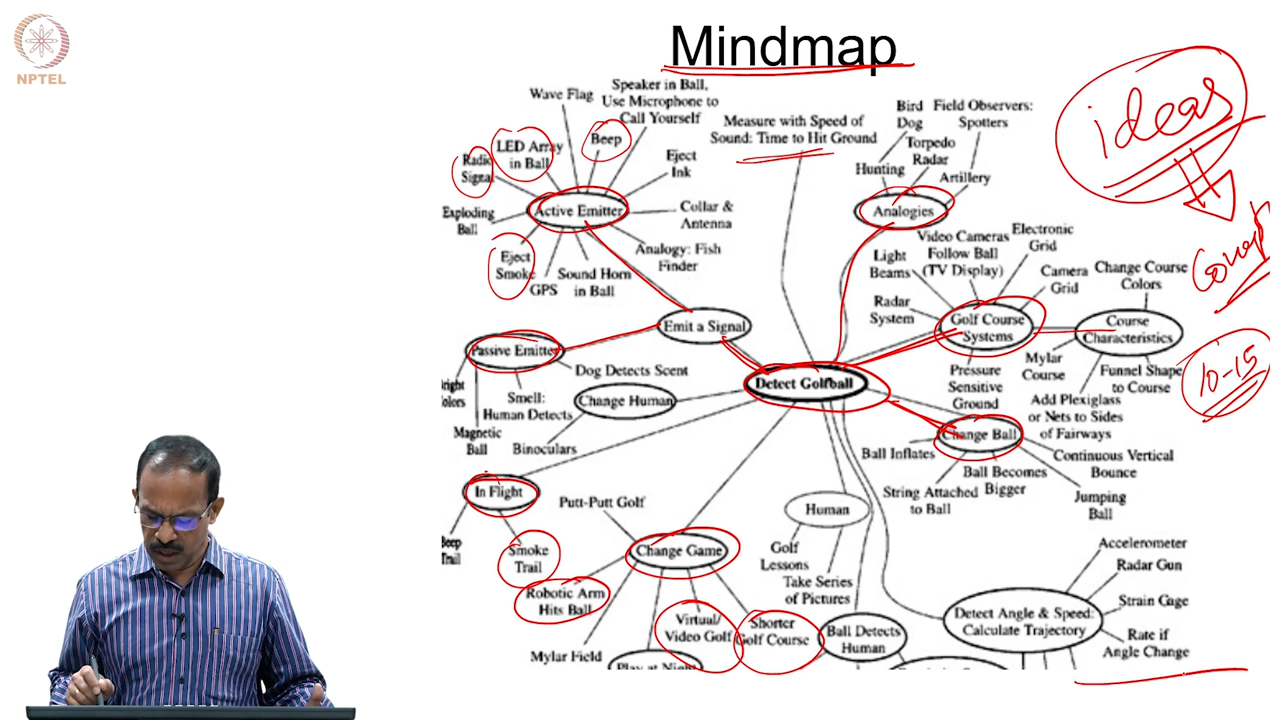 NPTEL
Mindmap
ideas
10-15
Wave Flag
Speaker in Ball,
Use Microphone to
Call Yourself
Beep
LED Array
in Ball
Radio
Signal
Eject
Ink
Active Emitter
Collar &
Antenna
Exploding
Ball
Eject
Smoke
GPS
Sound Horn
in Ball
Analogy: Fish
Finder
Measure with Speed of
Sound: Time to Hit Ground
Bird
Dog
Field Observers:
Spotters
Torpedo
Radar
Hunting
Artillery
Analogies
Emit a Signal
Passive Emitter
Dog Detects Scent
Smell:
Human Detects
Magnetic
Ball
Change Human
Binoculars
Detect Golfball
Light
Beams
Video Cameras
Follow Ball
(TV Display)
Electronic
Grid
Camera
Grid
Radar
System
Golf Course
Systems
Pressure
Sensitive
Ground
Change Course
Colors
Course
Characteristics
Mylar
Course
Funnel Shape
to Course
Add Plexiglass
or Nets to Sides
of Fairways
Change Ball
Ball Inflates
String Attached
to Ball
Ball Becomes
Bigger
Continuous Vertical
Bounce
Jumping
Ball
In Flight
Beep
Trail
Smoke
Trail
Putt-Putt Golf
Change Game
Robotic Arm
Hits Ball
Mylar Field
Play at Night
Virtual/
Video Golf
Shorter
Golf Course
Human
Golf
Lessons
Take Series
of Pictures
Ball Detects
Human
Detect Angle & Speed:
Calculate Trajectory
Accelerometer
Radar Gun
Strain Gage
Rate if
Angle Change